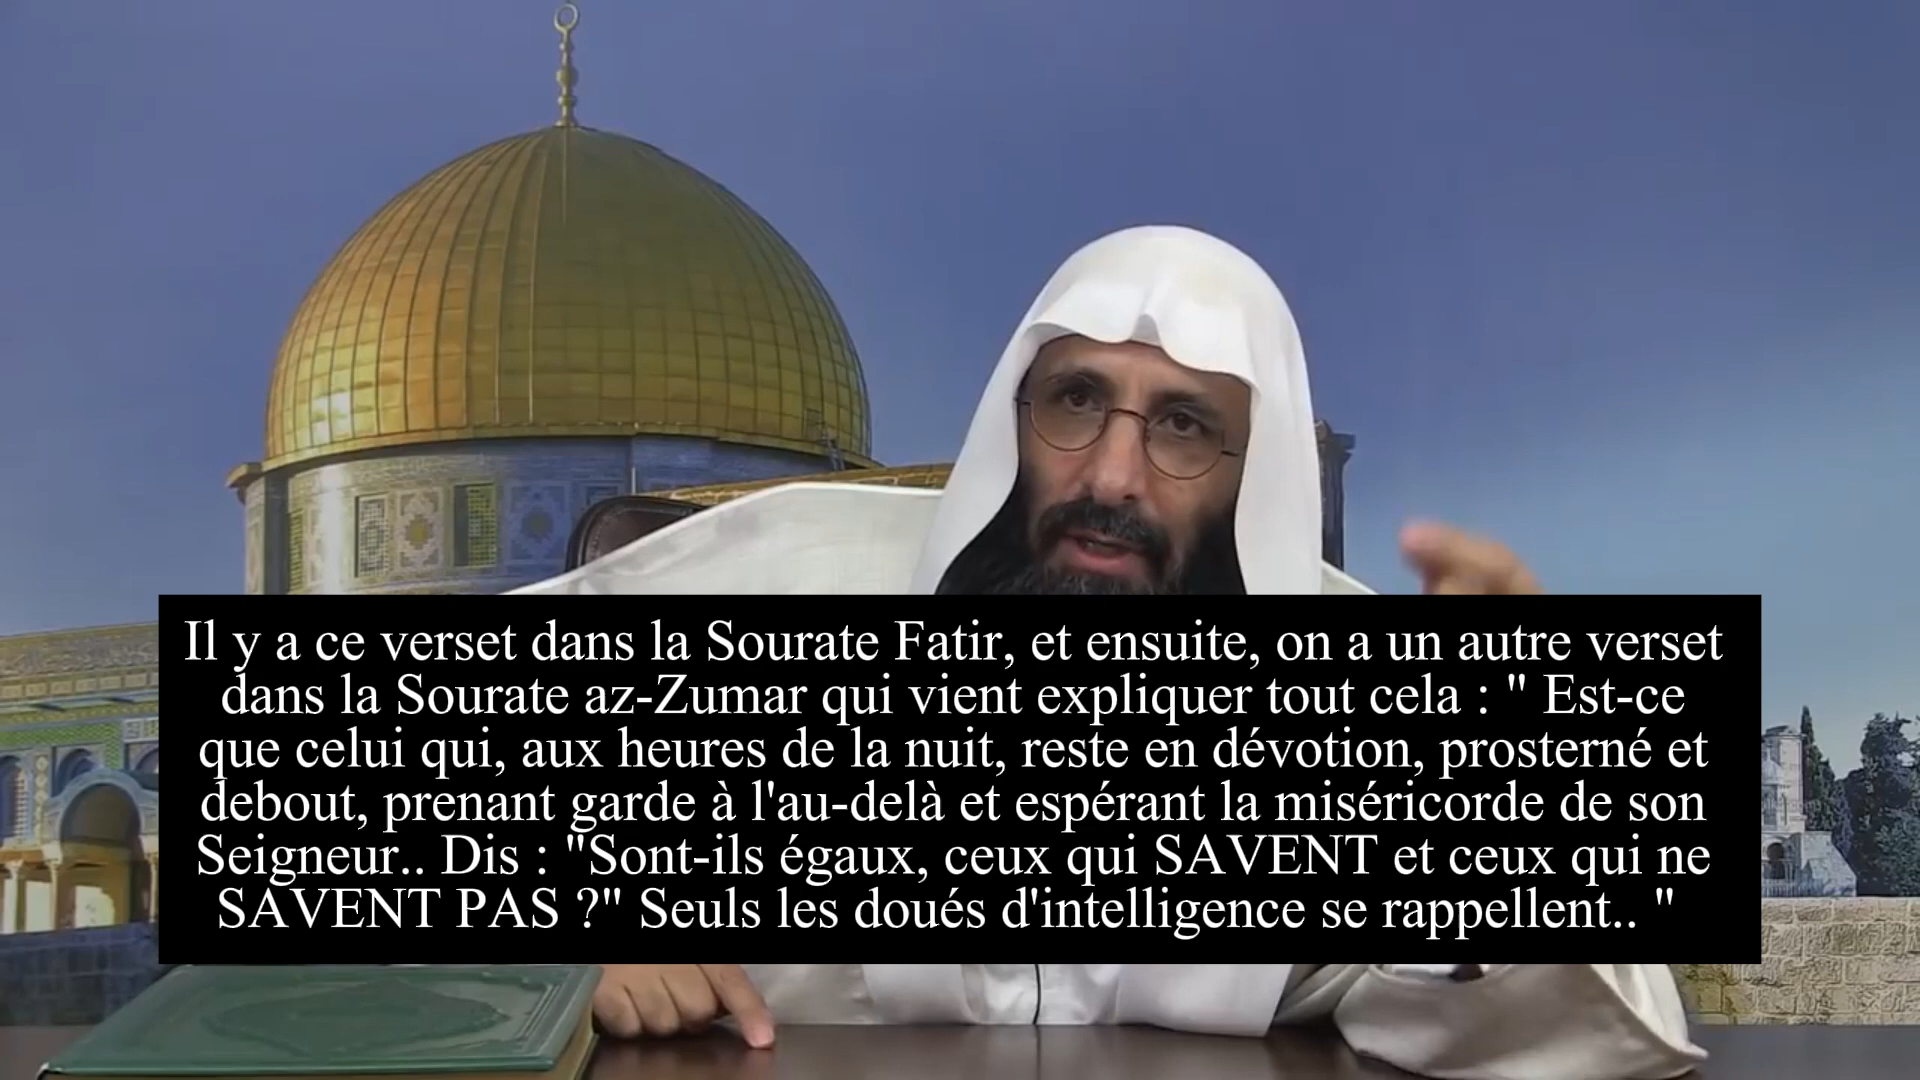 Il y a ce verset dans la Sourate Fatir, et ensuite, on a un autre verset
dans la Sourate az-Zumar qui vient expliquer tout cela : " Est-ce
que celui qui, aux heures de la nuit, reste en dévotion, prosterné et
debout, prenant garde à l'au-delà et espérant la miséricorde de son
Seigneur.. Dis : "Sont-ils égaux, ceux qui SAVENT et ceux qui ne
SAVENT PAS ?" Seuls les doués d'intelligence se rappellent.. "